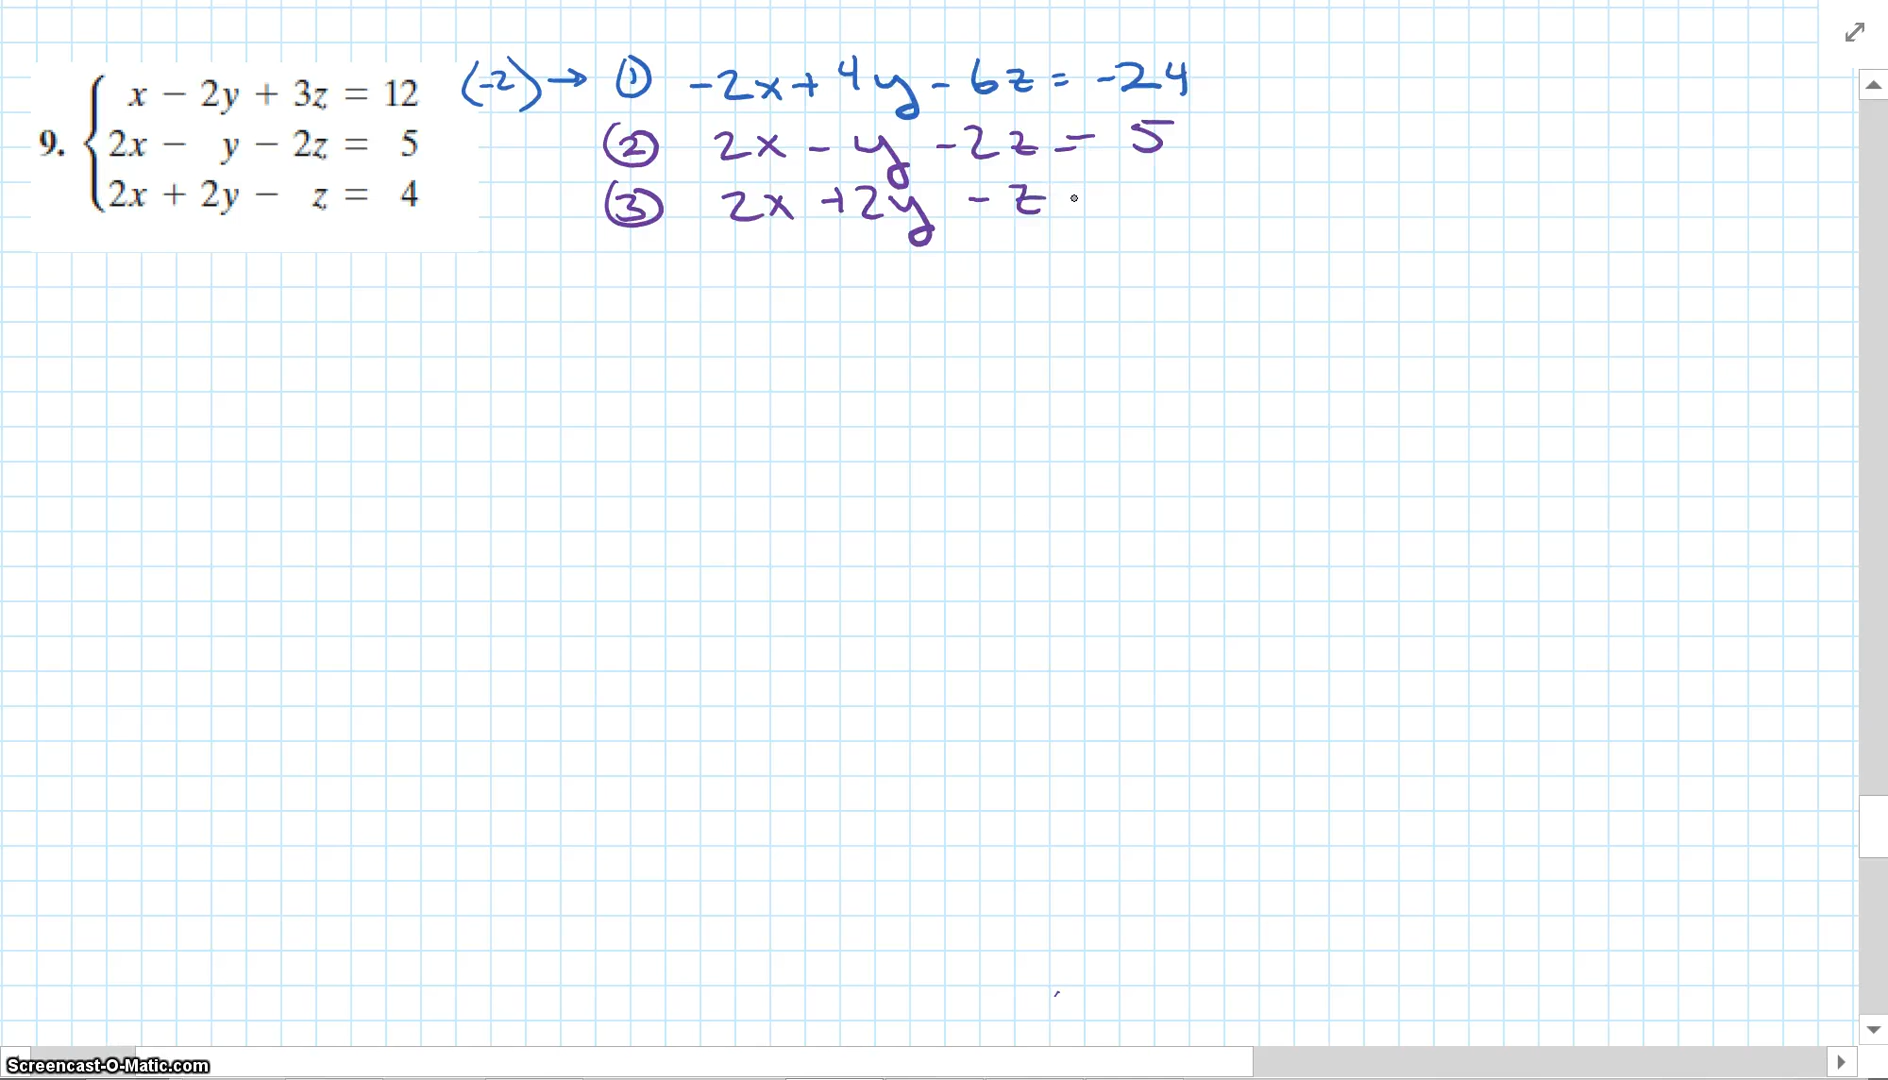 x − 2y + 3z = 12 (-2) → ① -2x + 4y - 6z = -24
9. 2x − y − 2z = 5 ② 2x - y - 2z = 5
2x + 2y − z = 4 ③ 2x + 2y - z
Screencast-O-Matic.com